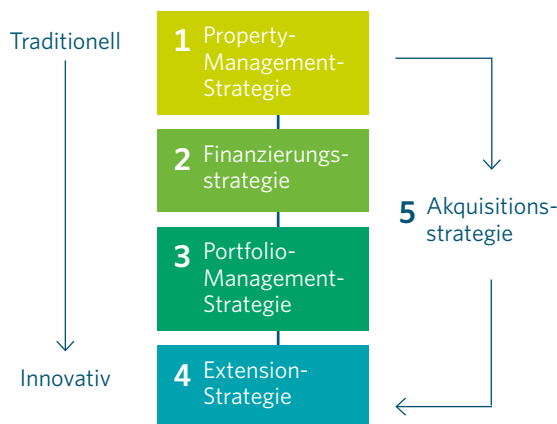 Traditionell
1 Property-
Management-
Strategie
2 Finanzierungs-
strategie
3 Portfolio-
Management-
Strategie
4 Extension-
Strategie
Innovativ
5 Akquisitions-
strategie